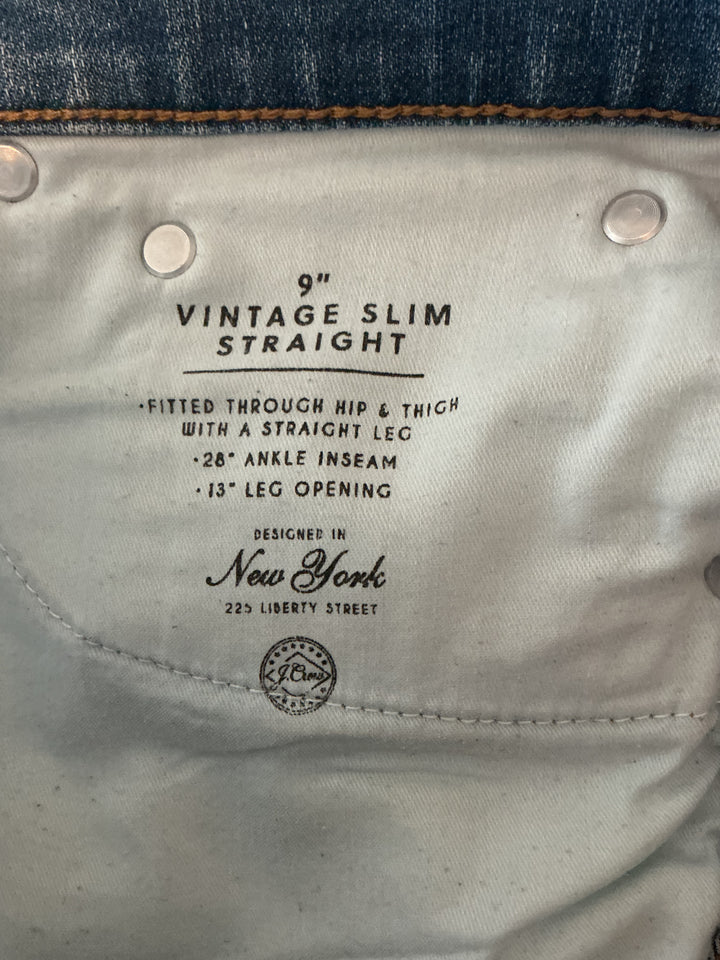 9"
VINTAGE SLIM
STRAIGHT
•FITTED THROUGH HIP & THIGH
WITH A STRAIGHT LEG
•28" ANKLE INSEAM
•13" LEG OPENING
DESIGNED IN
New York
225 LIBERTY STREET
J.Crew